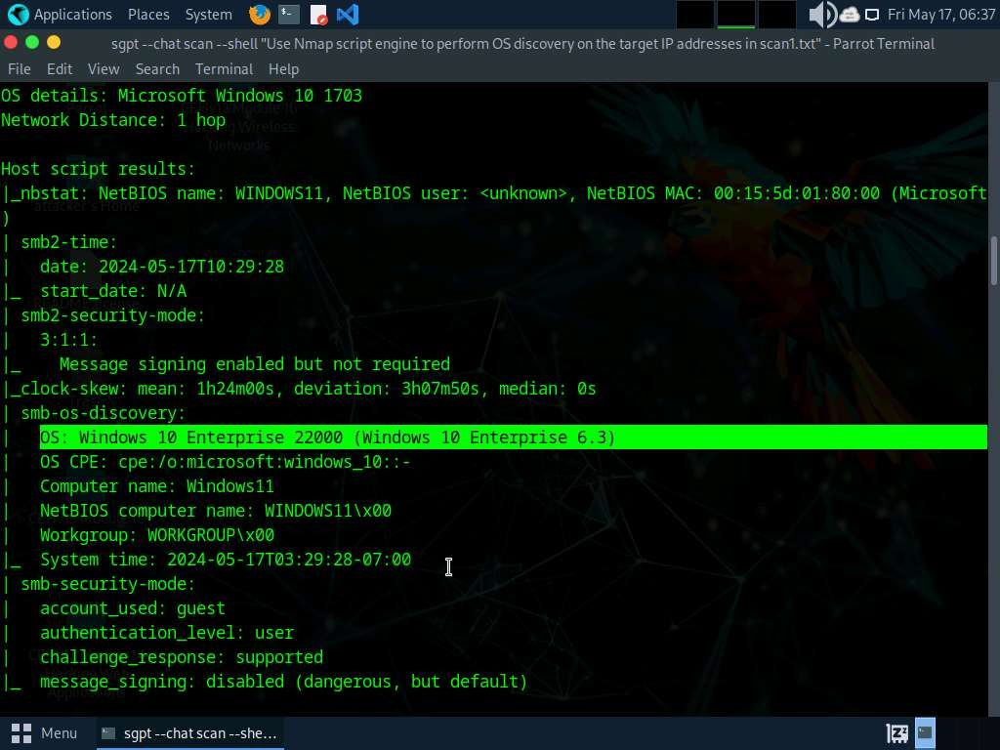 Applications Places System Fri May 17, 06:37
sgpt --chat scan --shell "Use Nmap script engine to perform OS discovery on the target IP addresses in scan1.txt" - Parrot Terminal
File Edit View Search Terminal Help
OS details: Microsoft Windows 10 1703
Network Distance: 1 hop
Host script results:
|_nbstat: NetBIOS name: WINDOWS11, NetBIOS user: <unknown>, NetBIOS MAC: 00:15:5d:01:80:00 (Microsoft
)
| smb2-time:
|   date: 2024-05-17T10:29:28
|_  start_date: N/A
| smb2-security-mode:
|   3:1:1:
|_    Message signing enabled but not required
|_clock-skew: mean: 1h24m00s, deviation: 3h07m50s, median: 0s
| smb-os-discovery:
|   OS: Windows 10 Enterprise 22000 (Windows 10 Enterprise 6.3)
|   OS CPE: cpe:/o:microsoft:windows_10::-
|   Computer name: Windows11
|   NetBIOS computer name: WINDOWS11\x00
|   Workgroup: WORKGROUP\x00
|_  System time: 2024-05-17T03:29:28-07:00
| smb-security-mode:
|   account_used: guest
|   authentication_level: user
|   challenge_response: supported
|_  message_signing: disabled (dangerous, but default)
Menu sgpt --chat scan --she...